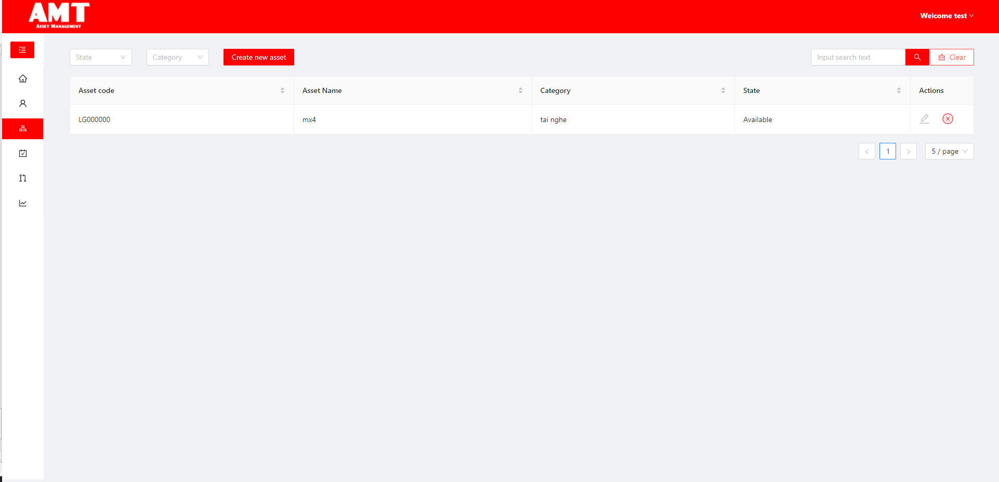 AMT
ASSET MANAGEMENT
Welcome test
State
Category
Create new asset
Input search text
Clear
Asset code
Asset Name
Category
State
Actions
LG000000
mx4
tai nghe
Available
1
5 / page